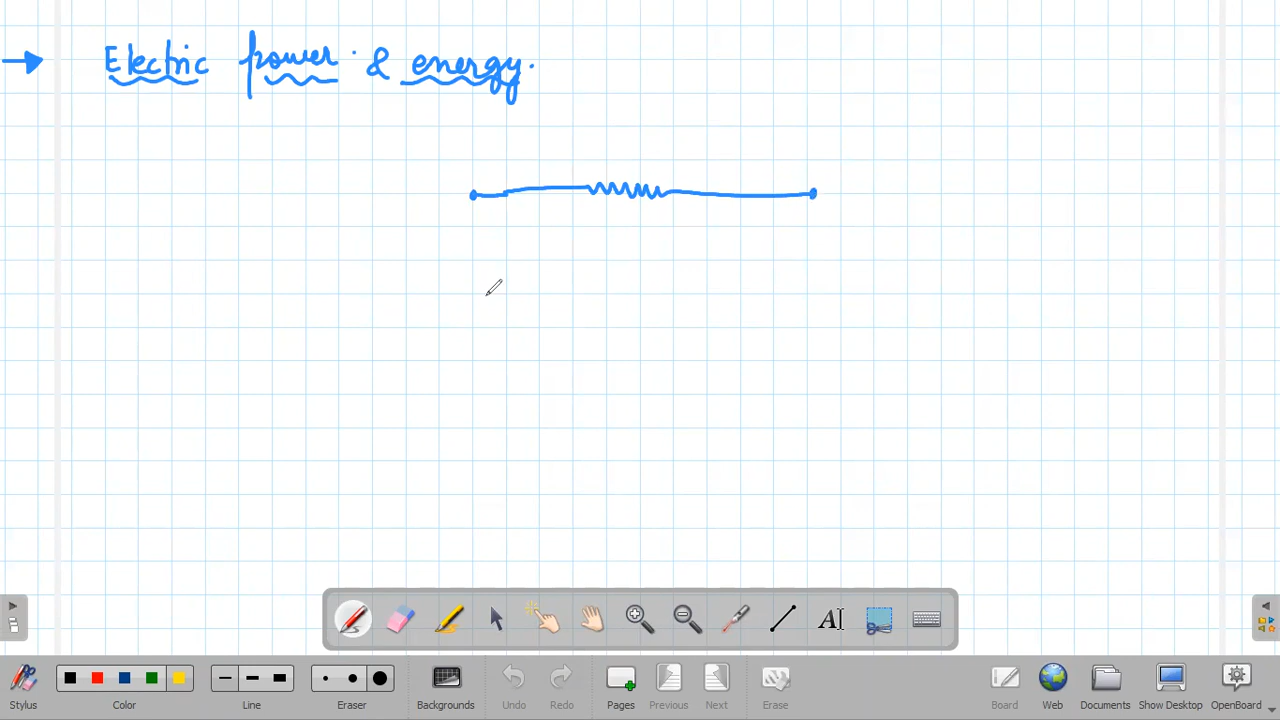 → Electric power & energy.
Stylus
Color
Line
Eraser
Backgrounds
Undo
Redo
Pages
Previous
Next
Erase
Board
Web
Documents
Show Desktop
OpenBoard